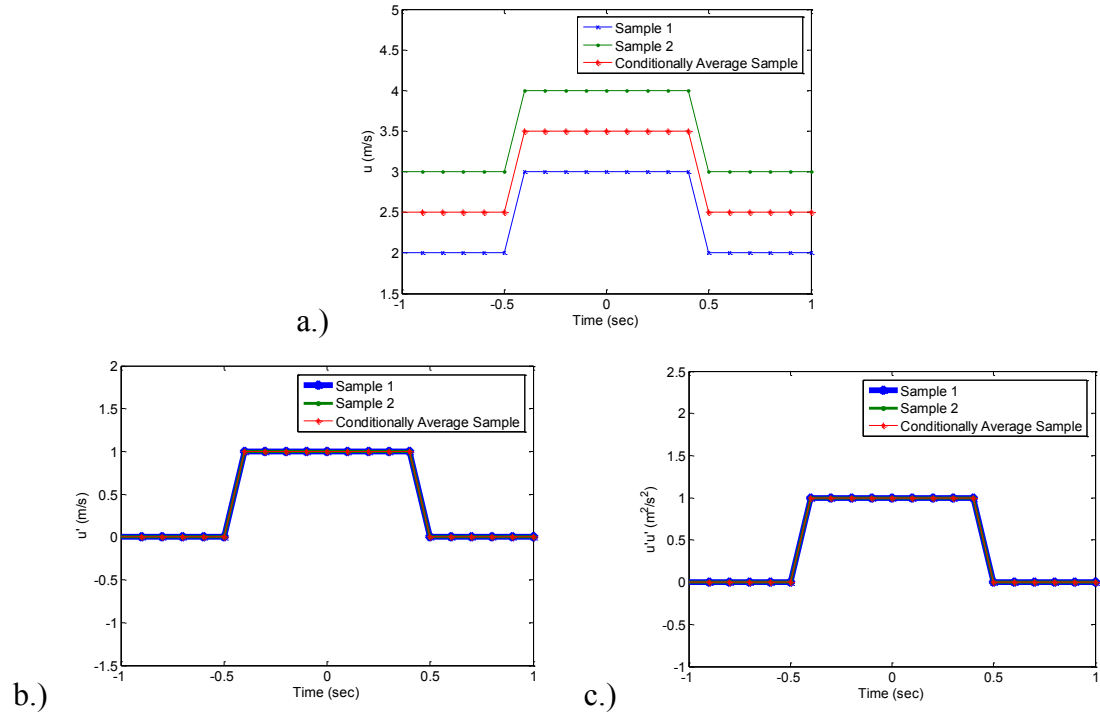 5
4.5
4
3.5
3
2.5
2
1.5
-1
-0.5
0
0.5
1
u (m/s)
Time (sec)
Sample 1
Sample 2
Conditionally Average Sample
a.)
2
1.5
1
0.5
0
-0.5
-1
-1.5
-1
-0.5
0
0.5
1
u' (m/s)
Time (sec)
Sample 1
Sample 2
Conditionally Average Sample
b.)
2.5
2
1.5
1
0.5
0
-0.5
-1
-1
-0.5
0
0.5
1
u'u' (m²/s²)
Time (sec)
Sample 1
Sample 2
Conditionally Average Sample
c.)